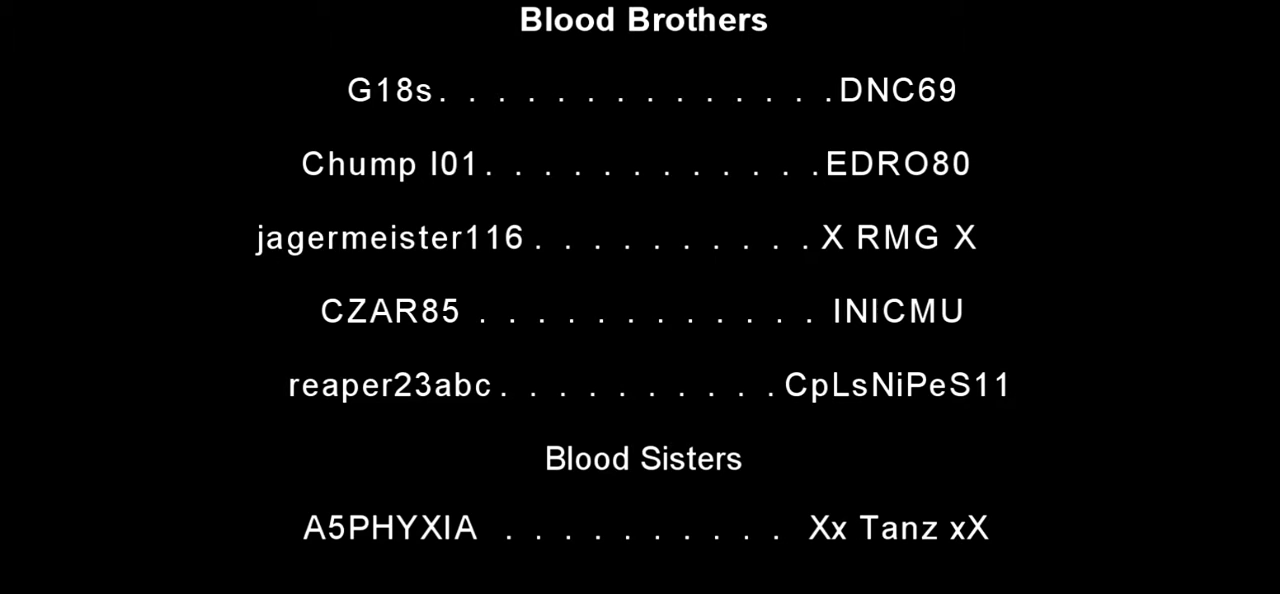 Blood Brothers
G18s. . . . . . . . . . . . . .DNC69
Chump I01. . . . . . . . . . . .EDRO80
jagermeister116 . . . . . . . . . . X RMG X
CZAR85 . . . . . . . . . . . . INICMU
reaper23abc . . . . . . . . . . CpLsNiPeS11
Blood Sisters
A5PHYXIA . . . . . . . . . . Xx Tanz xX